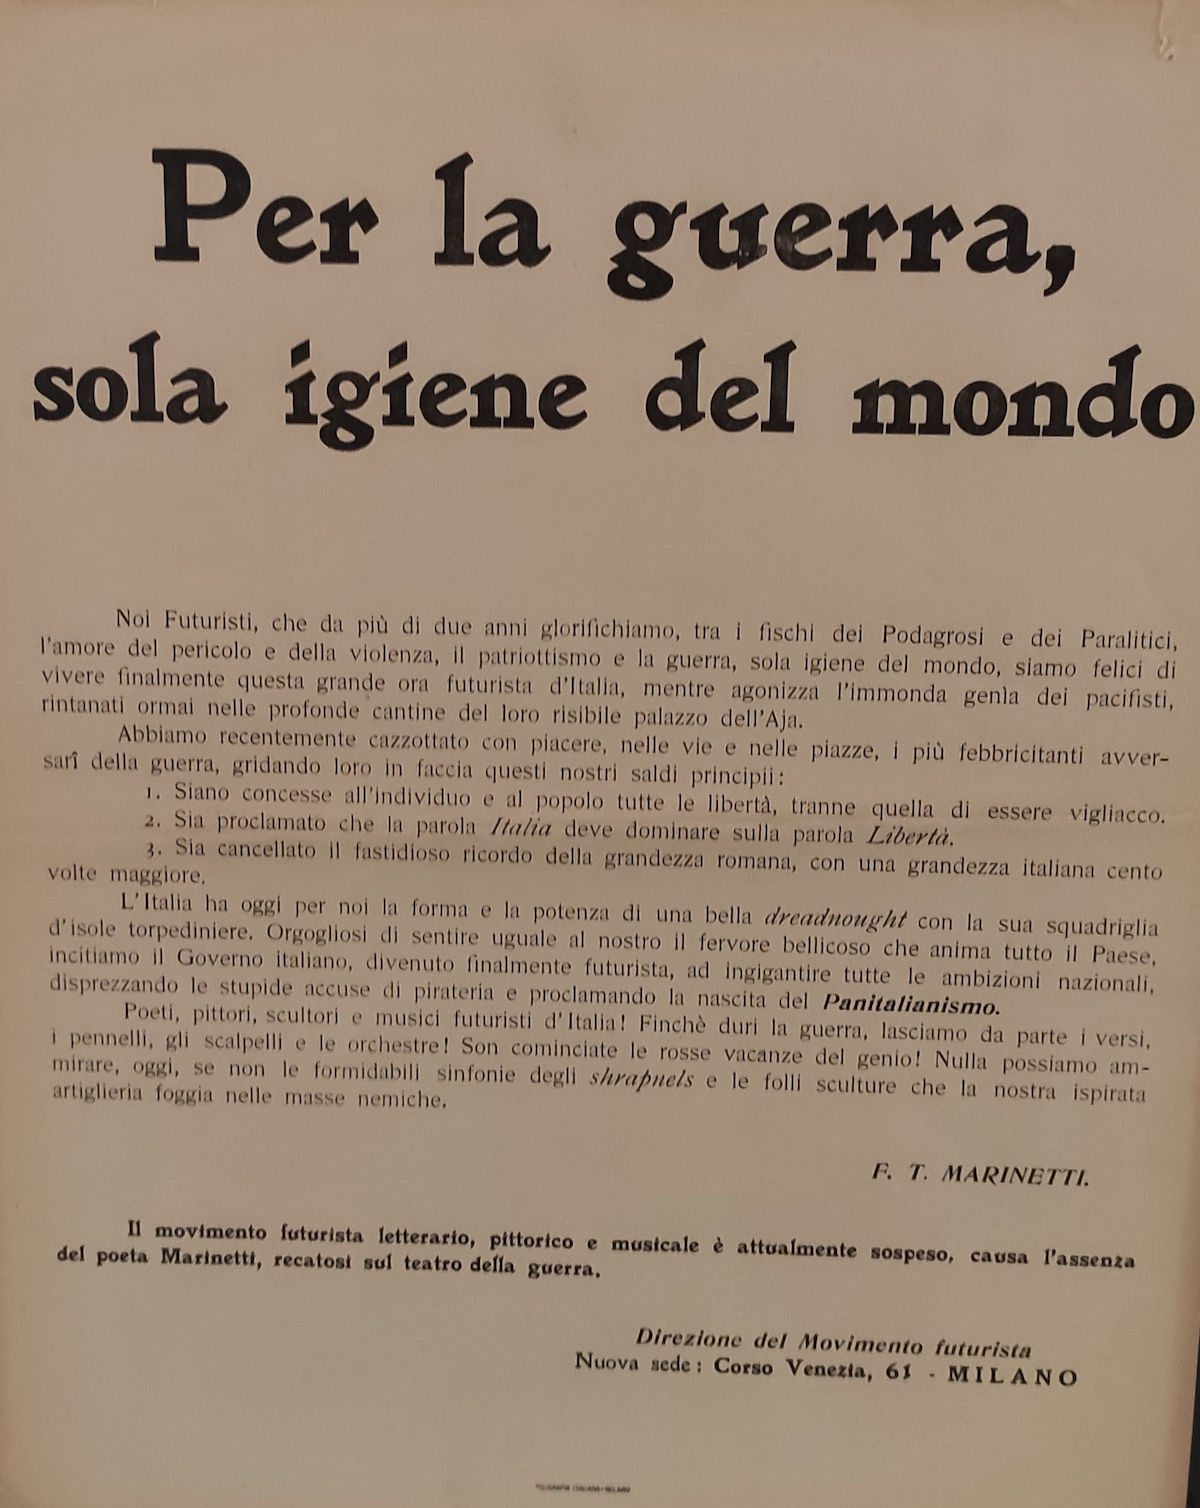 Per la guerra,
sola igiene del mondo
Noi Futuristi, che da più di due anni glorifichiamo, tra i fischi dei Podagrosi e dei Paralitici,
l'amore del pericolo e della violenza, il patriottismo e la guerra, sola igiene del mondo, siamo felici di
vivere finalmente questa grande ora futurista d'Italia, mentre agonizza l'immonda genìa dei pacifisti,
rintanati ormai nelle profonde cantine del loro risibile palazzo dell'Aja.
Abbiamo recentemente cazzottato con piacere, nelle vie e nelle piazze, i più febbricitanti avver-
sarî della guerra, gridando loro in faccia questi nostri saldi principii:
1. Siano concesse all'individuo e al popolo tutte le libertà, tranne quella di essere vigliacco.
2. Sia proclamato che la parola Italia deve dominare sulla parola Libertà.
3. Sia cancellato il fastidioso ricordo della grandezza romana, con una grandezza italiana cento
volte maggiore.
L'Italia ha oggi per noi la forma e la potenza di una bella dreadnought con la sua squadriglia
d'isole torpediniere. Orgogliosi di sentire uguale al nostro il fervore bellicoso che anima tutto il Paese,
incitiamo il Governo italiano, divenuto finalmente futurista, ad ingigantire tutte le ambizioni nazionali,
disprezzando le stupide accuse di pirateria e proclamando la nascita del Panitalianismo.
Poeti, pittori, scultori e musici futuristi d'Italia! Finchè duri la guerra, lasciamo da parte i versi,
i pennelli, gli scalpelli e le orchestre! Son cominciate le rosse vacanze del genio! Nulla possiamo am-
mirare, oggi, se non le formidabili sinfonie degli shrapnels e le folli sculture che la nostra ispirata
artiglieria foggia nelle masse nemiche.
F. T. MARINETTI.
Il movimento futurista letterario, pittorico e musicale è attualmente sospeso, causa l'assenza
del poeta Marinetti, recatosi sul teatro della guerra.
Direzione del Movimento futurista
Nuova sede: Corso Venezia, 61 - MILANO